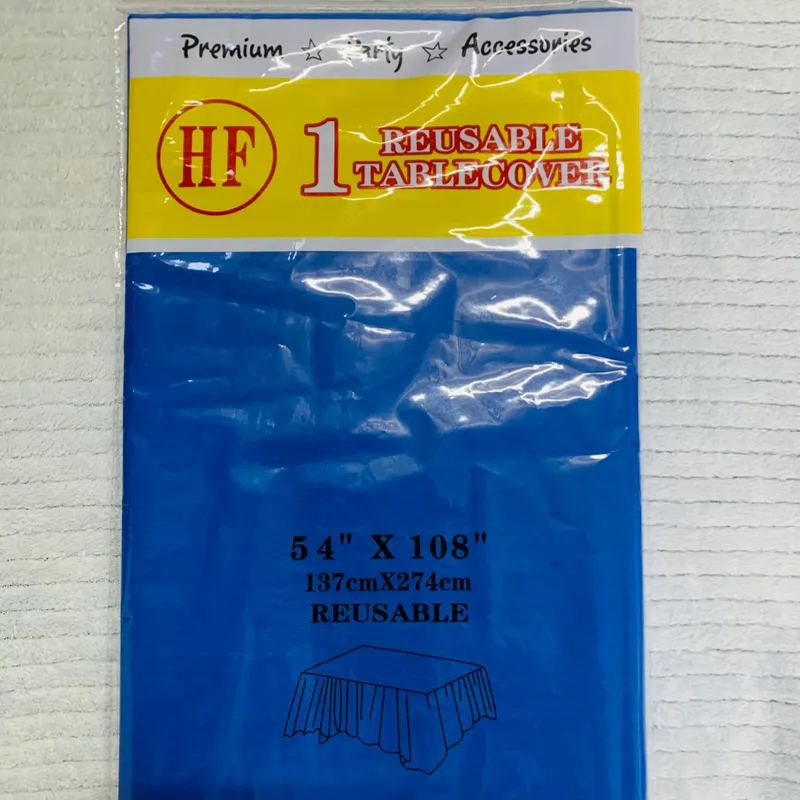 Premium ☆ Party ☆ Accessories
HF
1 REUSABLE
TABLECOVER
54" X 108"
137cmX274cm
REUSABLE